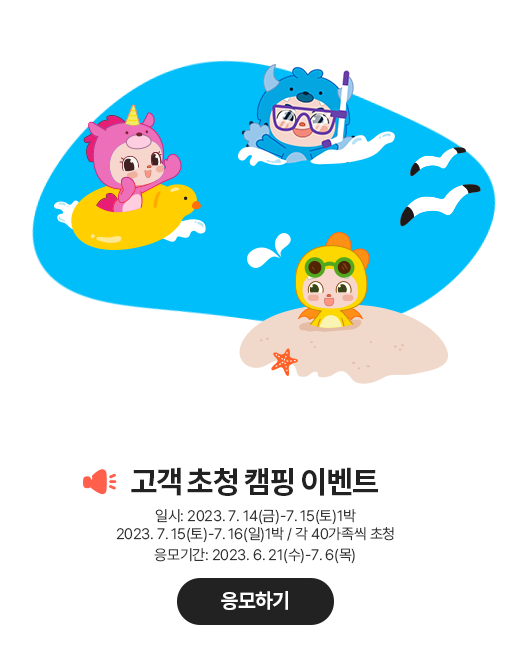 고객 초청 캠핑 이벤트
일시: 2023. 7. 14(금)-7. 15(토)1박
2023. 7. 15(토)-7. 16(일)1박 / 각 40가족씩 초청
응모기간: 2023. 6. 21(수)-7. 6(목)
응모하기